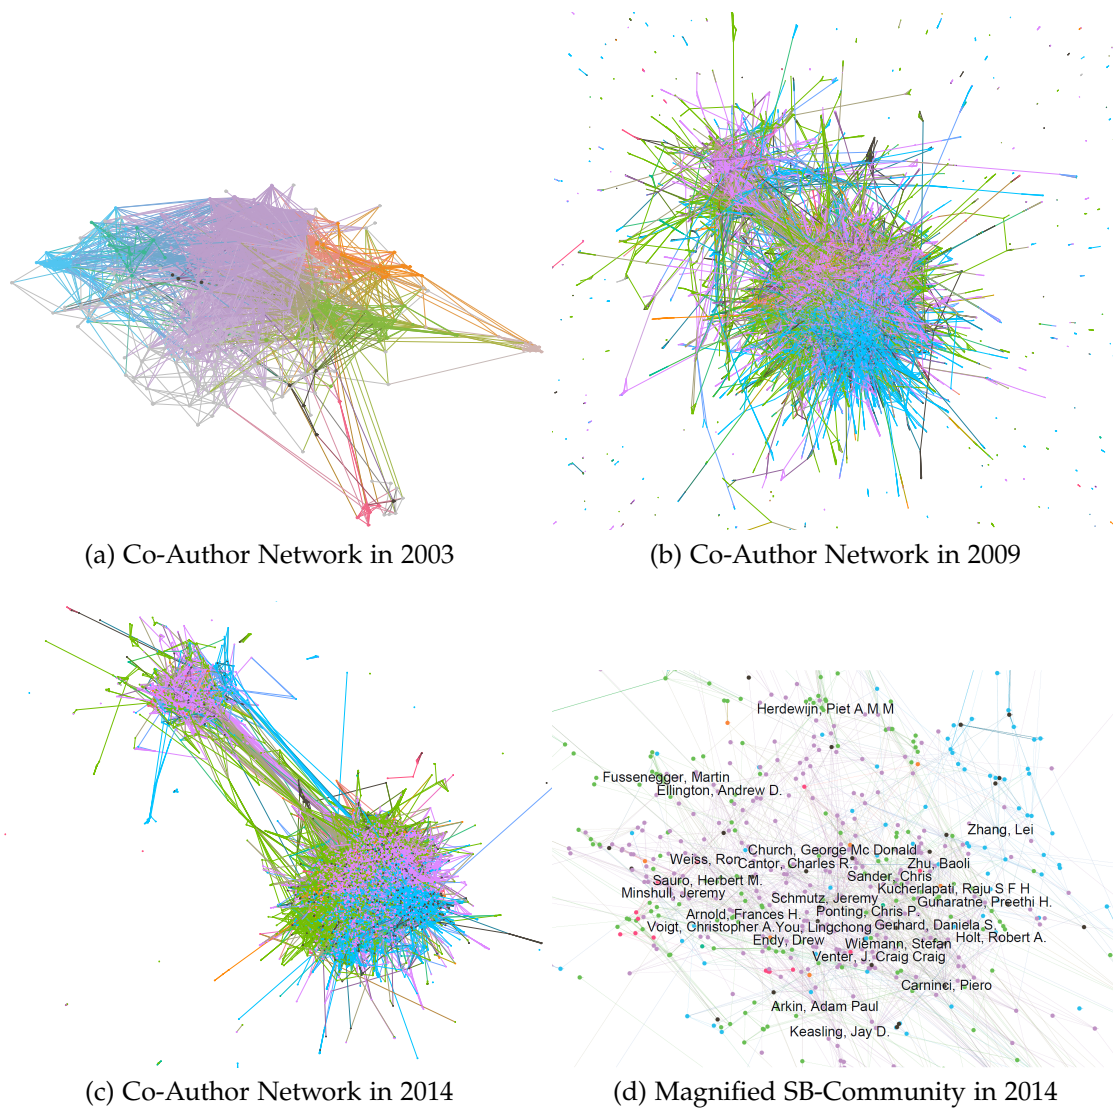 (a) Co-Author Network in 2003
(b) Co-Author Network in 2009
Herdewijn, Piet A M M
Fussenegger, Martin
Ellington, Andrew D.
Zhang, Lei
Church, George Mc Donald
Weiss, Ron
Cantor, Charles R.
Zhu, Baoli
Sander, Chris
Sauro, Herbert M.
Kucherlapati, Raju S F H
Minshull, Jeremy
Schmutz, Jeremy
Gunaratne, Preethi H.
Arnold, Frances H.
Ponting, Chris P.
Voigt, Christopher A.
You, Lingchong
Gerhard, Daniela S.
Endy, Drew
Wiemann, Stefan
Holt, Robert A.
Venter, J. Craig Craig
Carninci, Piero
Arkin, Adam Paul
Keasling, Jay D.
(c) Co-Author Network in 2014
(d) Magnified SB-Community in 2014